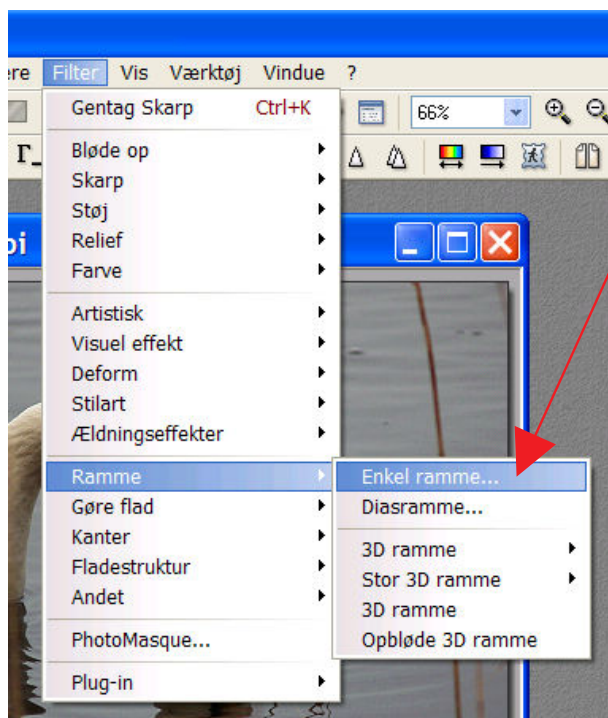 ere Filter Vis Værktøj Vindue ?
Gentag Skarp Ctrl+K
66%
Bløde op
Skarp
Støj
Relief
Farve
Artistisk
Visuel effekt
Deform
Stilart
Ældningseffekter
Ramme
Gøre flad
Kanter
Fladestruktur
Andet
PhotoMasque...
Plug-in
Enkel ramme...
Diasramme...
3D ramme
Stor 3D ramme
3D ramme
Opbløde 3D ramme
pi